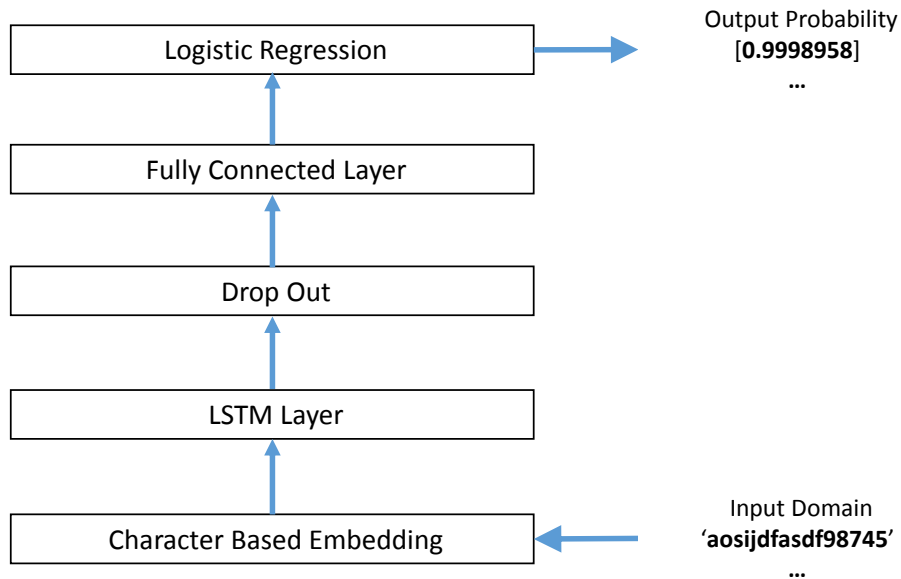 Output Probability
[0.9998958]
...
Logistic Regression
Fully Connected Layer
Drop Out
LSTM Layer
Character Based Embedding
Input Domain
‘aosijdfasdf98745’
...